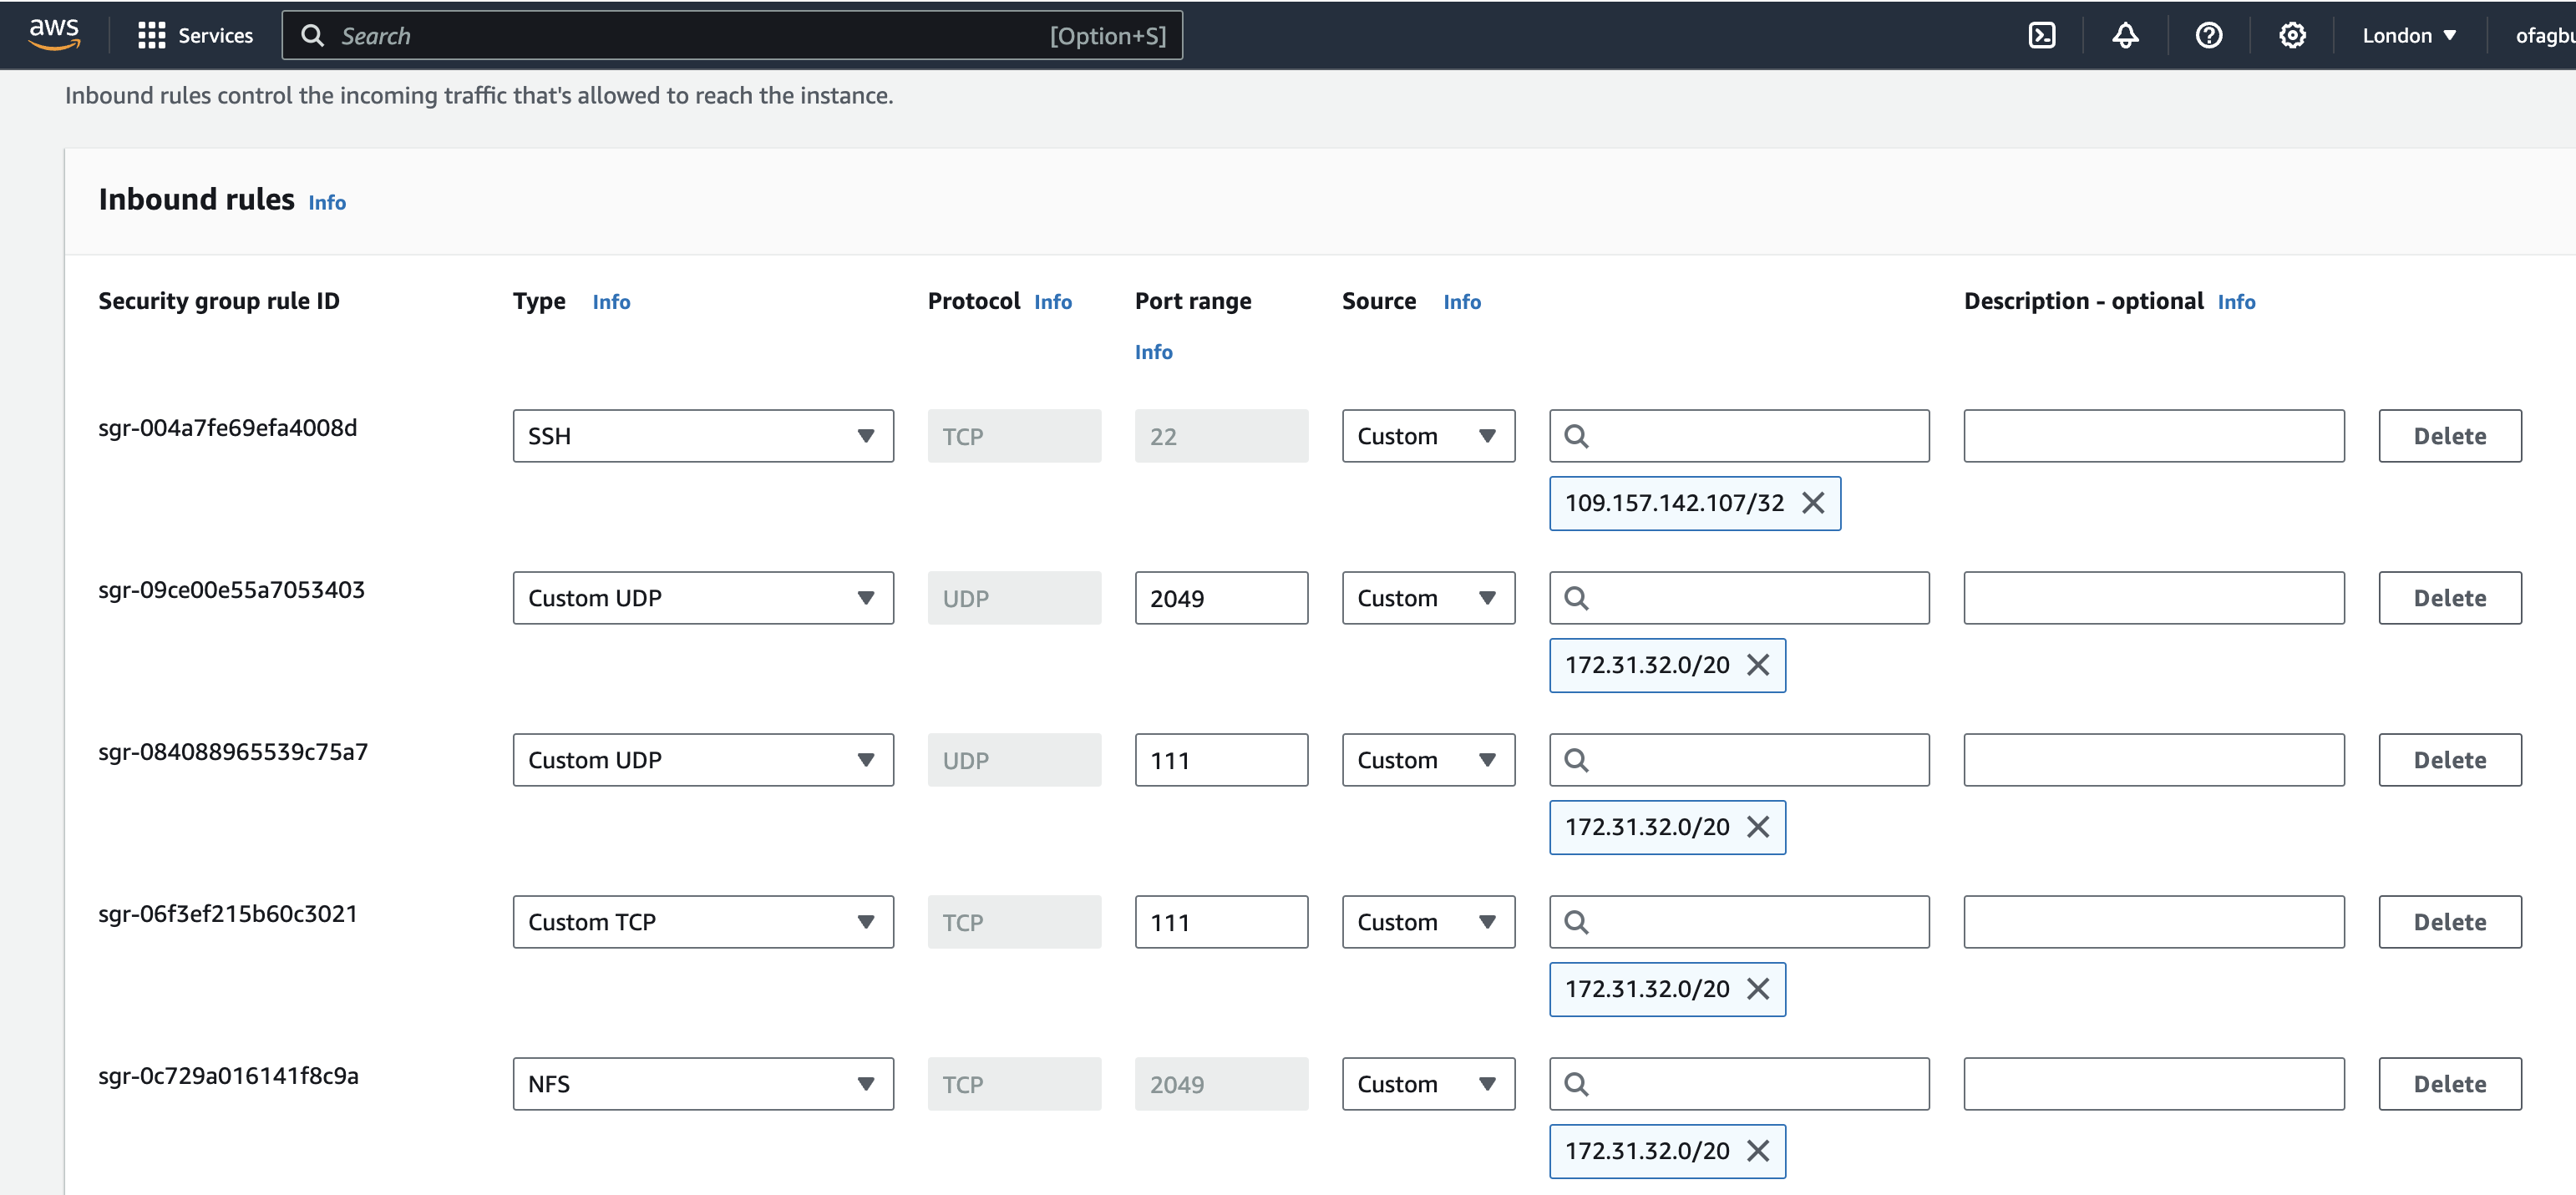 aws Services Search [Option+S] London ofagbu
Inbound rules control the incoming traffic that's allowed to reach the instance.
Inbound rules Info
Security group rule ID Type Info Protocol Info Port range Info Source Info Description - optional Info
sgr-004a7fe69efa4008d SSH TCP 22 Custom Delete
109.157.142.107/32
sgr-09ce00e55a7053403 Custom UDP UDP 2049 Custom Delete
172.31.32.0/20
sgr-084088965539c75a7 Custom UDP UDP 111 Custom Delete
172.31.32.0/20
sgr-06f3ef215b60c3021 Custom TCP TCP 111 Custom Delete
172.31.32.0/20
sgr-0c729a016141f8c9a NFS TCP 2049 Custom Delete
172.31.32.0/20